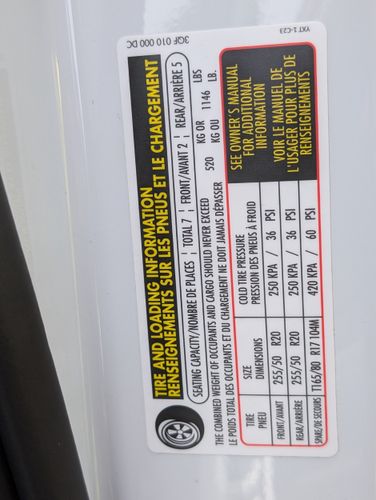 3QF 010 000 DC
YKT 1-C23
TIRE AND LOADING INFORMATION
RENSEIGNEMENTS SUR LES PNEUS ET LE CHARGEMENT
SEATING CAPACITY/NOMBRE DE PLACES | TOTAL 7 | FRONT/AVANT 2 | REAR/ARRIÈRE 5
THE COMBINED WEIGHT OF OCCUPANTS AND CARGO SHOULD NEVER EXCEED 520 KG OR 1146 LBS
LE POIDS TOTAL DES OCCUPANTS ET DU CHARGEMENT NE DOIT JAMAIS DÉPASSER KG OU LB.
TIRE SIZE COLD TIRE PRESSURE
PNEU DIMENSIONS PRESSION DES PNEUS À FROID
FRONT/AVANT 255/50 R20 250 KPA / 36 PSI
REAR/ARRIÈRE 255/50 R20 250 KPA / 36 PSI
SPARE/DE SECOURS T165/80 R17 104M 420 KPA / 60 PSI
SEE OWNER'S MANUAL
FOR ADDITIONAL
INFORMATION
VOIR LE MANUEL DE
L'USAGER POUR PLUS DE
RENSEIGNEMENTS